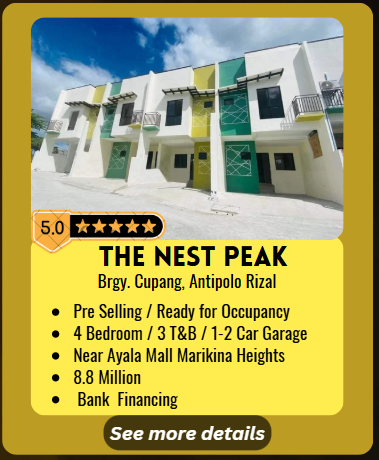 5.0
THE NEST PEAK
Brgy. Cupang, Antipolo Rizal
• Pre Selling / Ready for Occupancy
• 4 Bedroom / 3 T&B / 1-2 Car Garage
• Near Ayala Mall Marikina Heights
• 8.8 Million
• Bank Financing
See more details